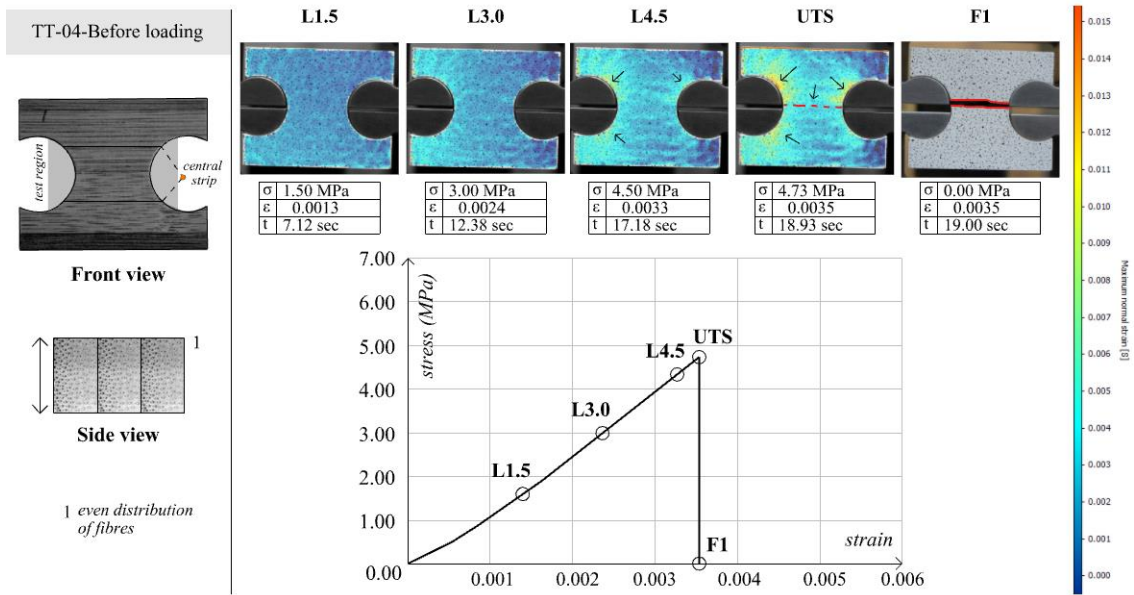 TT-04-Before loading
test region
central
strip
Front view
1
Side view
1 even distribution
of fibres
L1.5 L3.0 L4.5 UTS F1
σ 1.50 MPa
ε 0.0013
t 7.12 sec
σ 3.00 MPa
ε 0.0024
t 12.38 sec
σ 4.50 MPa
ε 0.0033
t 17.18 sec
σ 4.73 MPa
ε 0.0035
t 18.93 sec
σ 0.00 MPa
ε 0.0035
t 19.00 sec
stress (MPa)
7.00
6.00
5.00
4.00
3.00
2.00
1.00
0.00
L1.5
L3.0
L4.5
UTS
F1
strain
0.001 0.002 0.003 0.004 0.005 0.006
0.015
0.014
0.013
0.012
0.011
0.010
0.009
0.008
0.007
0.006
0.005
0.004
0.003
0.002
0.001
0.000
Maximum normal strain [S]